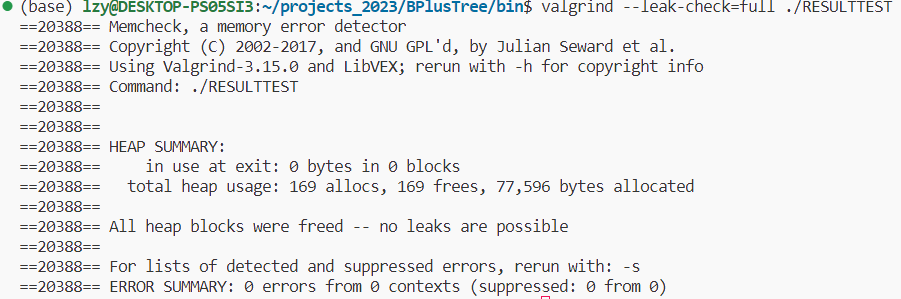 (base) lzy@DESKTOP-PS05SI3:~/projects_2023/BPlusTree/bin$ valgrind --leak-check=full ./RESULTTEST
==20388== Memcheck, a memory error detector
==20388== Copyright (C) 2002-2017, and GNU GPL'd, by Julian Seward et al.
==20388== Using Valgrind-3.15.0 and LibVEX; rerun with -h for copyright info
==20388== Command: ./RESULTTEST
==20388==
==20388==
==20388== HEAP SUMMARY:
==20388==     in use at exit: 0 bytes in 0 blocks
==20388==   total heap usage: 169 allocs, 169 frees, 77,596 bytes allocated
==20388==
==20388== All heap blocks were freed -- no leaks are possible
==20388==
==20388== For lists of detected and suppressed errors, rerun with: -s
==20388== ERROR SUMMARY: 0 errors from 0 contexts (suppressed: 0 from 0)